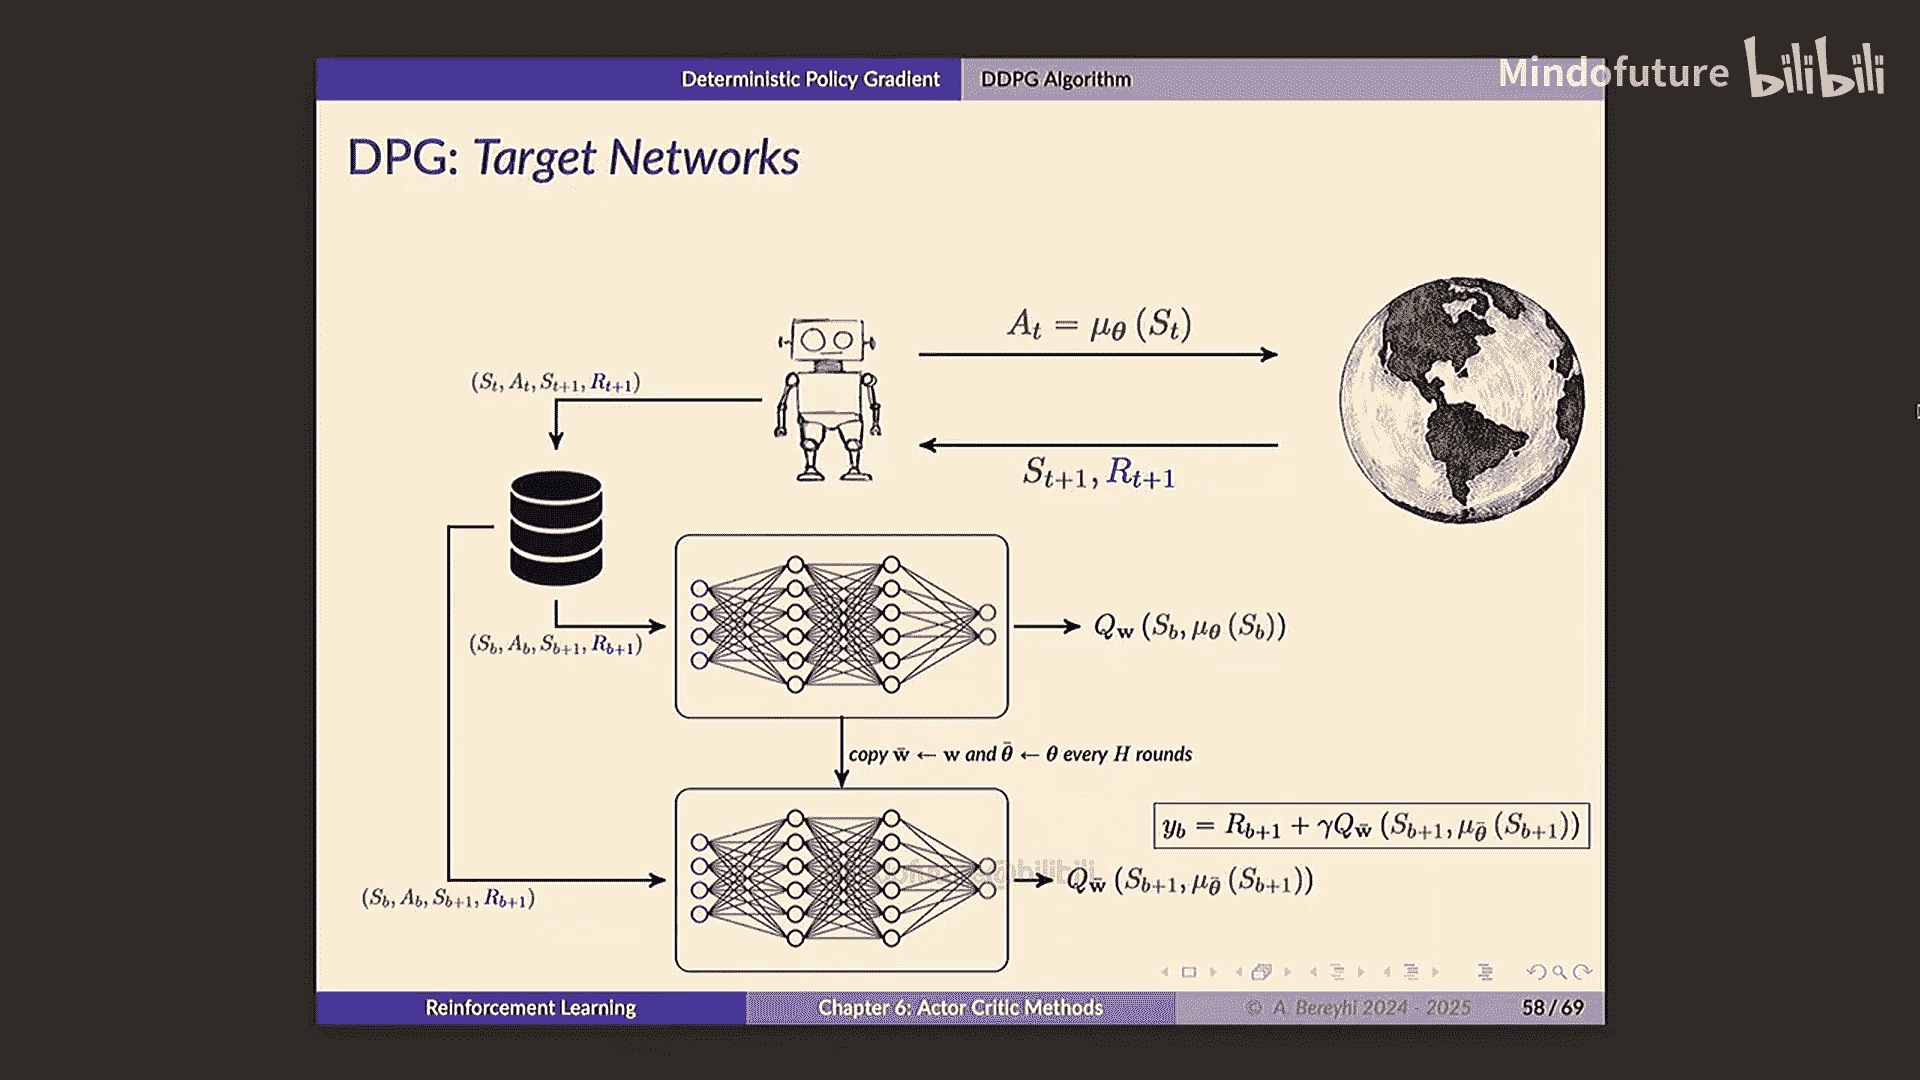 Mindofuture bilibili
Deterministic Policy Gradient DDPG Algorithm
DPG: Target Networks
A_t = μ_θ (S_t)
(S_t, A_t, S_{t+1}, R_{t+1})
S_{t+1}, R_{t+1}
Q_w (S_b, μ_θ (S_b))
(S_b, A_b, S_{b+1}, R_{b+1})
copy w̄ ← w and θ̄ ← θ every H rounds
y_b = R_{b+1} + γQ_w̄ (S_{b+1}, μ_θ̄ (S_{b+1}))
Q_w̄ (S_{b+1}, μ_θ̄ (S_{b+1}))
(S_b, A_b, S_{b+1}, R_{b+1})
Reinforcement Learning Chapter 6: Actor Critic Methods © A. Bereyhi 2024 - 2025 58 / 69